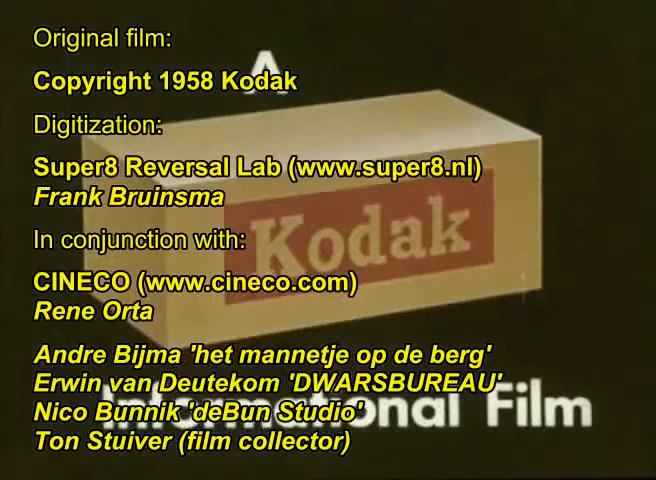 Original film:
A
Copyright 1958 Kodak
Digitization:
Super8 Reversal Lab (www.super8.nl)
Frank Bruinsma
Kodak
In conjunction with:
CINECO (www.cineco.com)
Rene Orta
Andre Bijma 'het mannetje op de berg'
Erwin van Deutekom 'DWARSBUREAU'
Informational Film
Nico Bunnik 'deBun Studio'
Ton Stuiver (film collector)